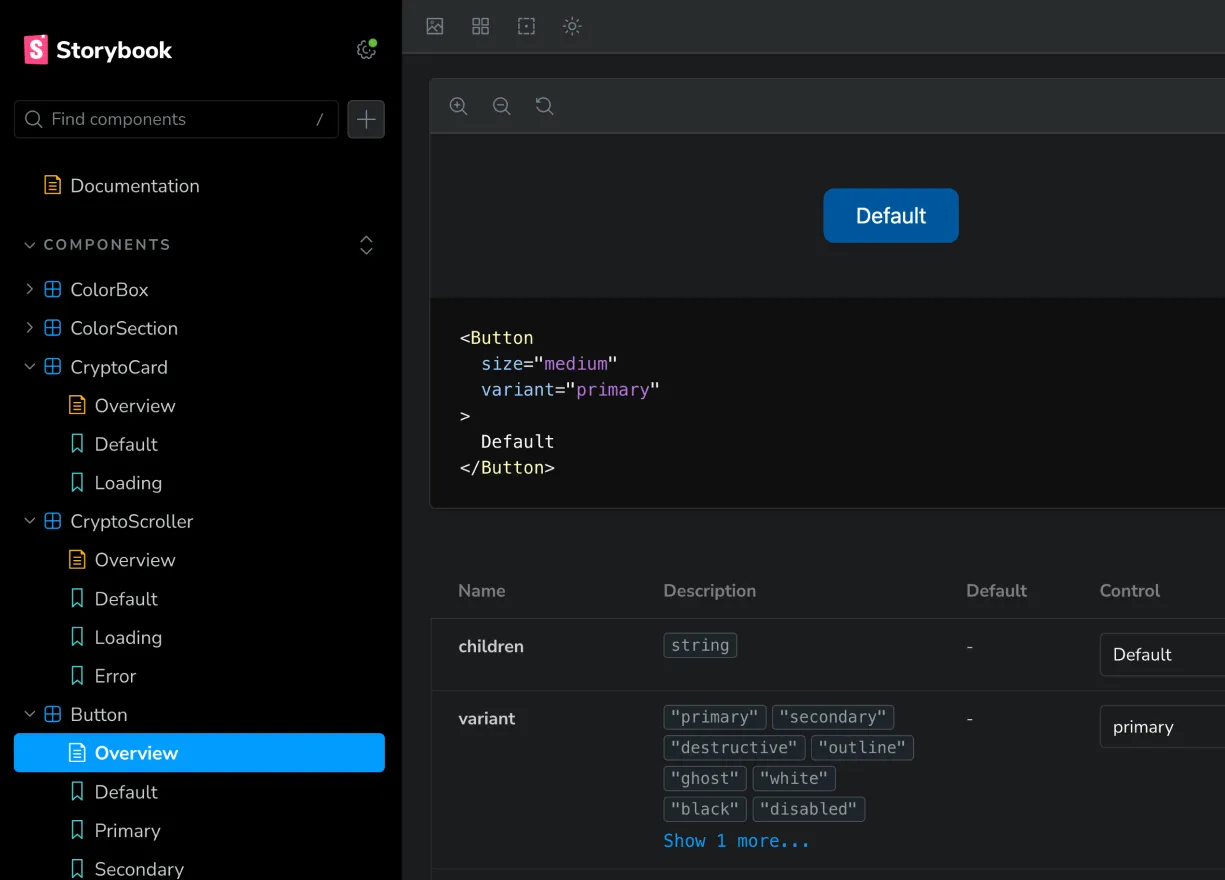 Storybook
Find components /
Documentation
COMPONENTS
ColorBox
ColorSection
CryptoCard
Overview
Default
Loading
CryptoScroller
Overview
Default
Loading
Error
Button
Overview
Default
Primary
Secondary
Default
<Button
size="medium"
variant="primary"
>
Default
</Button>
Name Description Default Control
children string - Default
variant "primary" "secondary" - primary
"destructive" "outline"
"ghost" "white"
"black" "disabled"
Show 1 more...